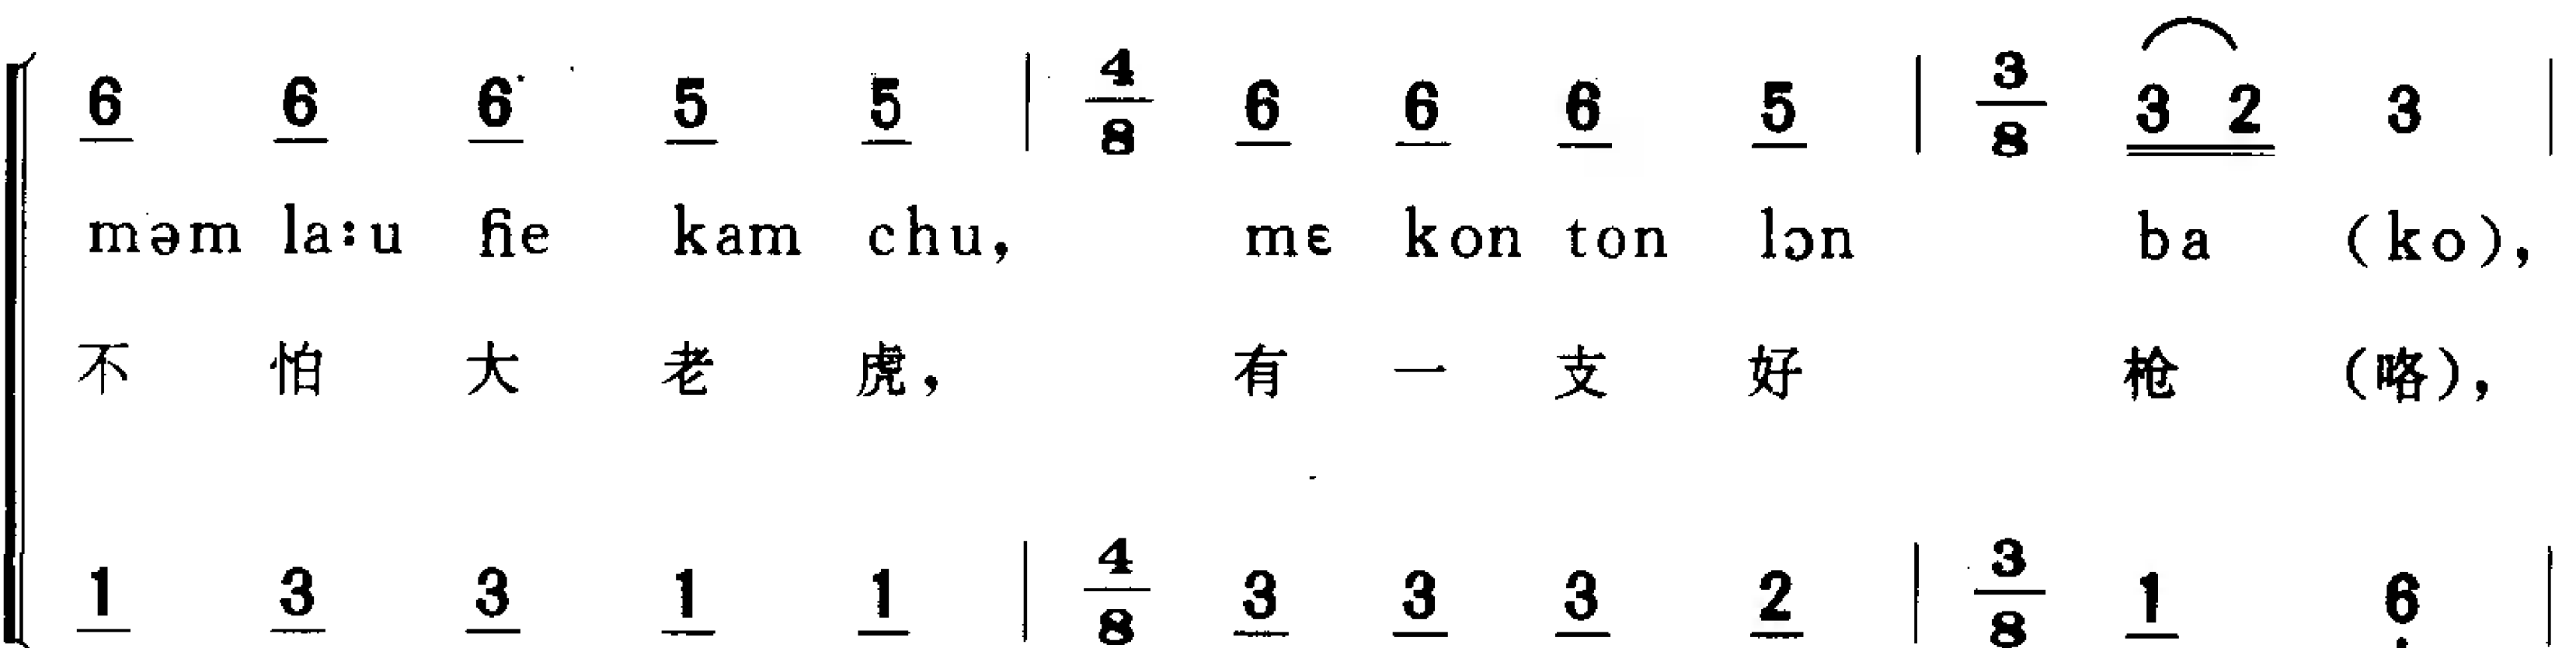 6 6 6 5 5 | 4/8 6 6 6 5 | 3/8 3 2 3 |
məm la:u ɦe kam chu, mɛ kon ton lɔn ba (ko),
不 怕 大 老 虎, 有 一 支 好 枪 (咯),
1 3 3 1 1 | 4/8 3 3 3 2 | 3/8 1 6̣ |